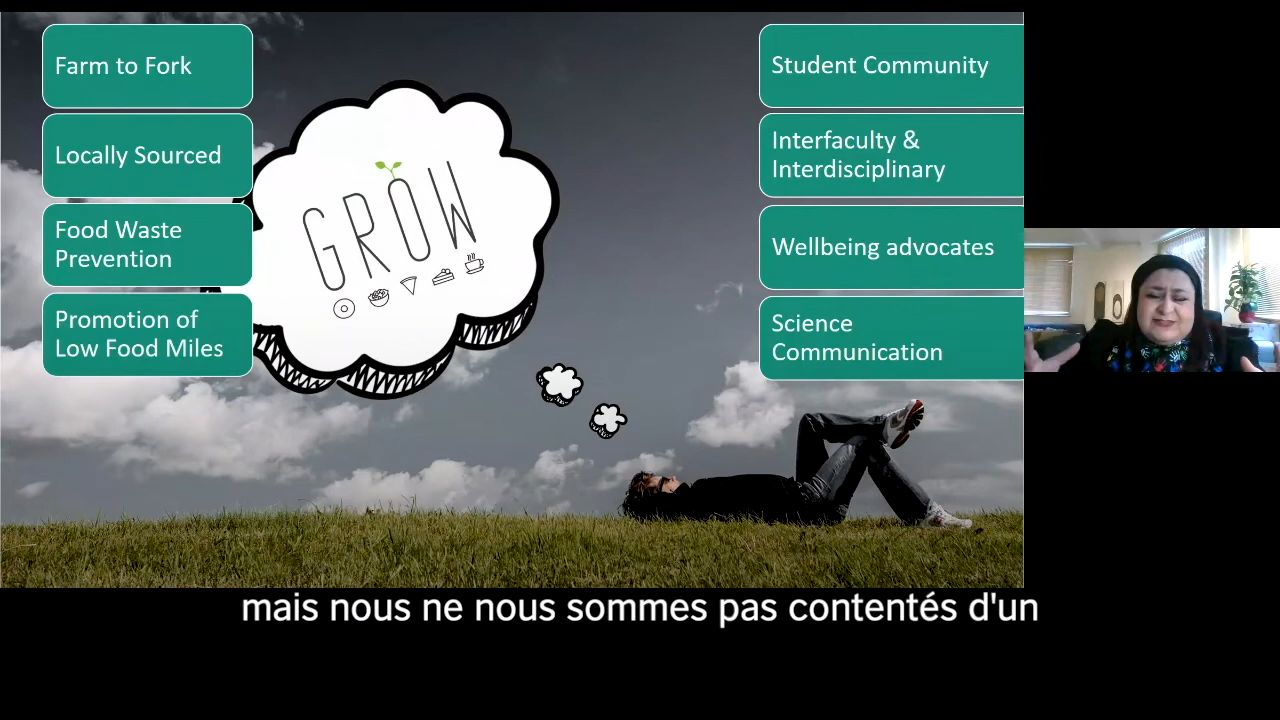 Farm to Fork
Locally Sourced
Food Waste
Prevention
Promotion of
Low Food Miles
GROW
Student Community
Interfaculty &
Interdisciplinary
Wellbeing advocates
Science
Communication
mais nous ne nous sommes pas contentés d'un